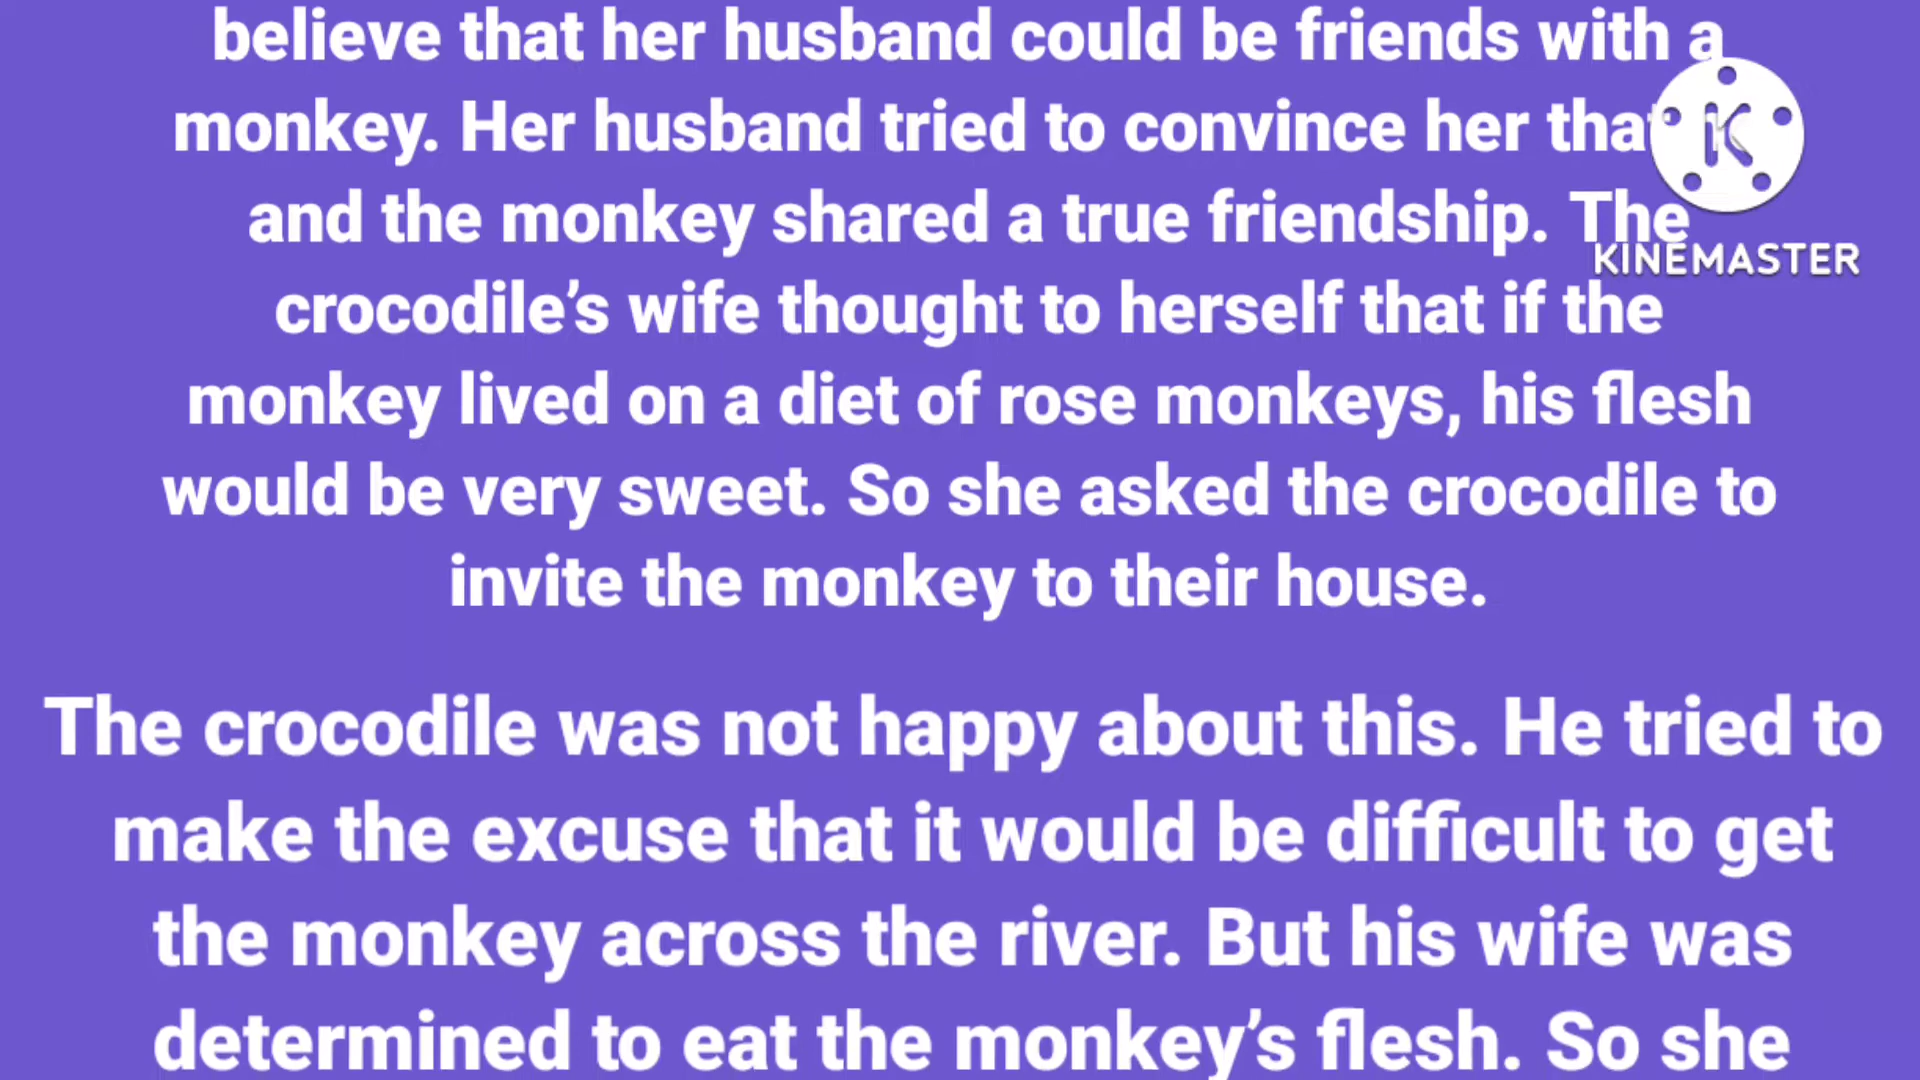 believe that her husband could be friends with a
monkey. Her husband tried to convince her that
and the monkey shared a true friendship. The
KINEMASTER
crocodile's wife thought to herself that if the
monkey lived on a diet of rose monkeys, his flesh
would be very sweet. So she asked the crocodile to
invite the monkey to their house.
The crocodile was not happy about this. He tried to
make the excuse that it would be difficult to get
the monkey across the river. But his wife was
determined to eat the monkey's flesh. So she